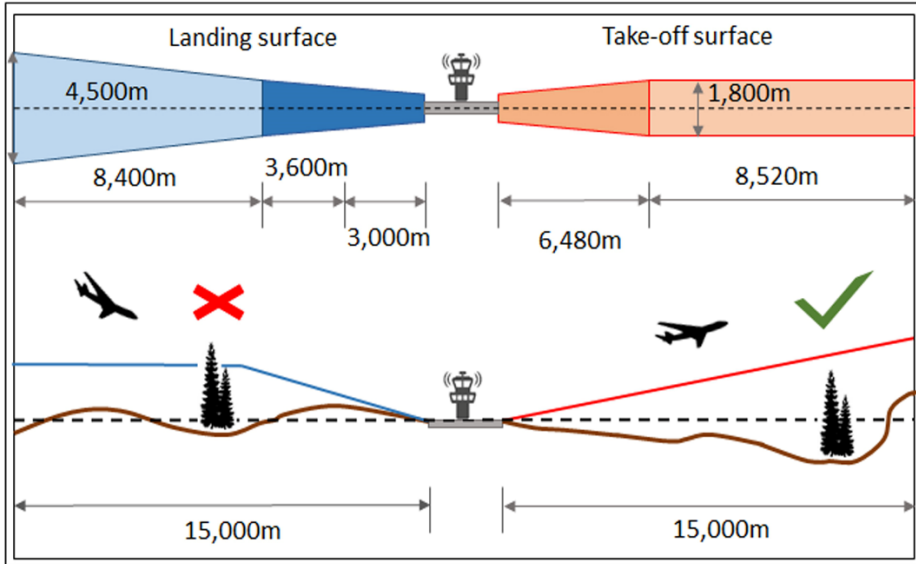 Landing surface
Take-off surface
4,500m
1,800m
8,400m
3,600m
3,000m
6,480m
8,520m
15,000m
15,000m